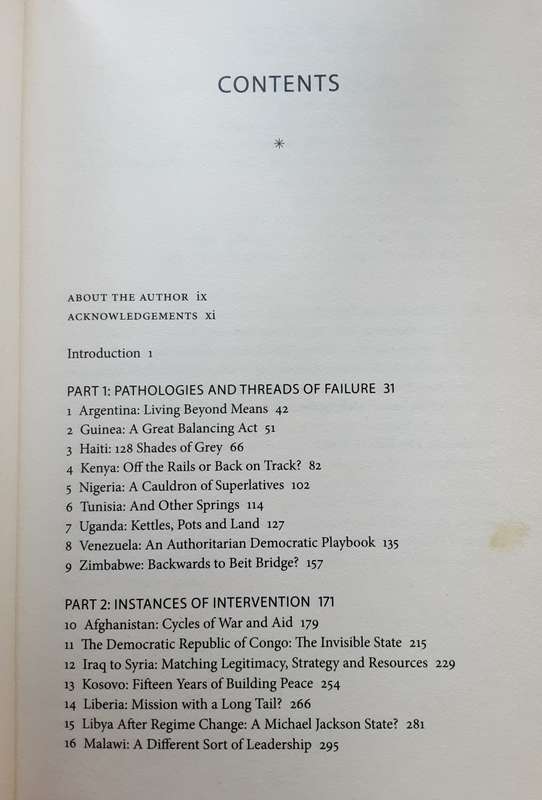 CONTENTS
*
ABOUT THE AUTHOR ix
ACKNOWLEDGEMENTS xi
Introduction 1
PART 1: PATHOLOGIES AND THREADS OF FAILURE 31
1 Argentina: Living Beyond Means 42
2 Guinea: A Great Balancing Act 51
3 Haiti: 128 Shades of Grey 66
4 Kenya: Off the Rails or Back on Track? 82
5 Nigeria: A Cauldron of Superlatives 102
6 Tunisia: And Other Springs 114
7 Uganda: Kettles, Pots and Land 127
8 Venezuela: An Authoritarian Democratic Playbook 135
9 Zimbabwe: Backwards to Beit Bridge? 157
PART 2: INSTANCES OF INTERVENTION 171
10 Afghanistan: Cycles of War and Aid 179
11 The Democratic Republic of Congo: The Invisible State 215
12 Iraq to Syria: Matching Legitimacy, Strategy and Resources 229
13 Kosovo: Fifteen Years of Building Peace 254
14 Liberia: Mission with a Long Tail? 266
15 Libya After Regime Change: A Michael Jackson State? 281
16 Malawi: A Different Sort of Leadership 295